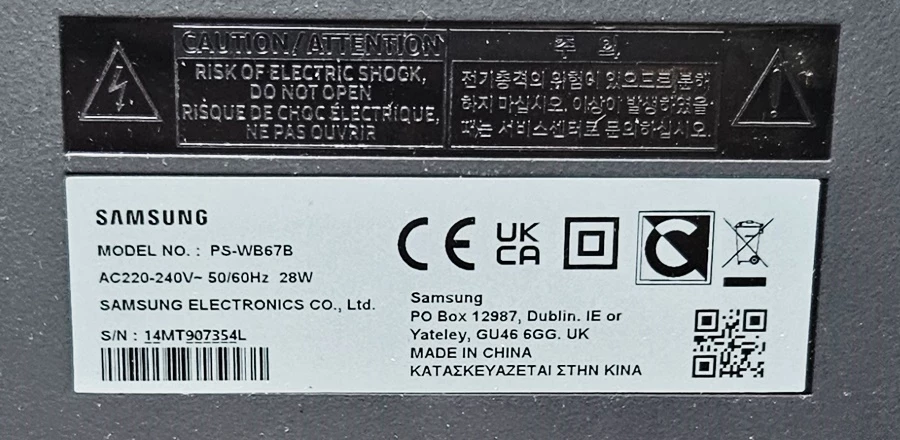 CAUTION/ATTENTION
RISK OF ELECTRIC SHOCK,
DO NOT OPEN
RISQUE DE CHOC ÉLECTRIQUE,
NE PAS OUVRIR
주 의
전기충격의 위험이 있으므로 분해
하지 마십시오. 이상이 발생하였을
때는 서비스센터로 문의하십시오.
SAMSUNG
MODEL NO. : PS-WB67B
AC220-240V~ 50/60Hz 28W
SAMSUNG ELECTRONICS CO., Ltd.
S/N : 14MT907354L
CE UK CA
Samsung
PO Box 12987, Dublin. IE or
Yateley, GU46 6GG. UK
MADE IN CHINA
ΚΑΤΑΣΚΕΥΑΖΕΤΑΙ ΣΤΗΝ ΚΙΝΑ